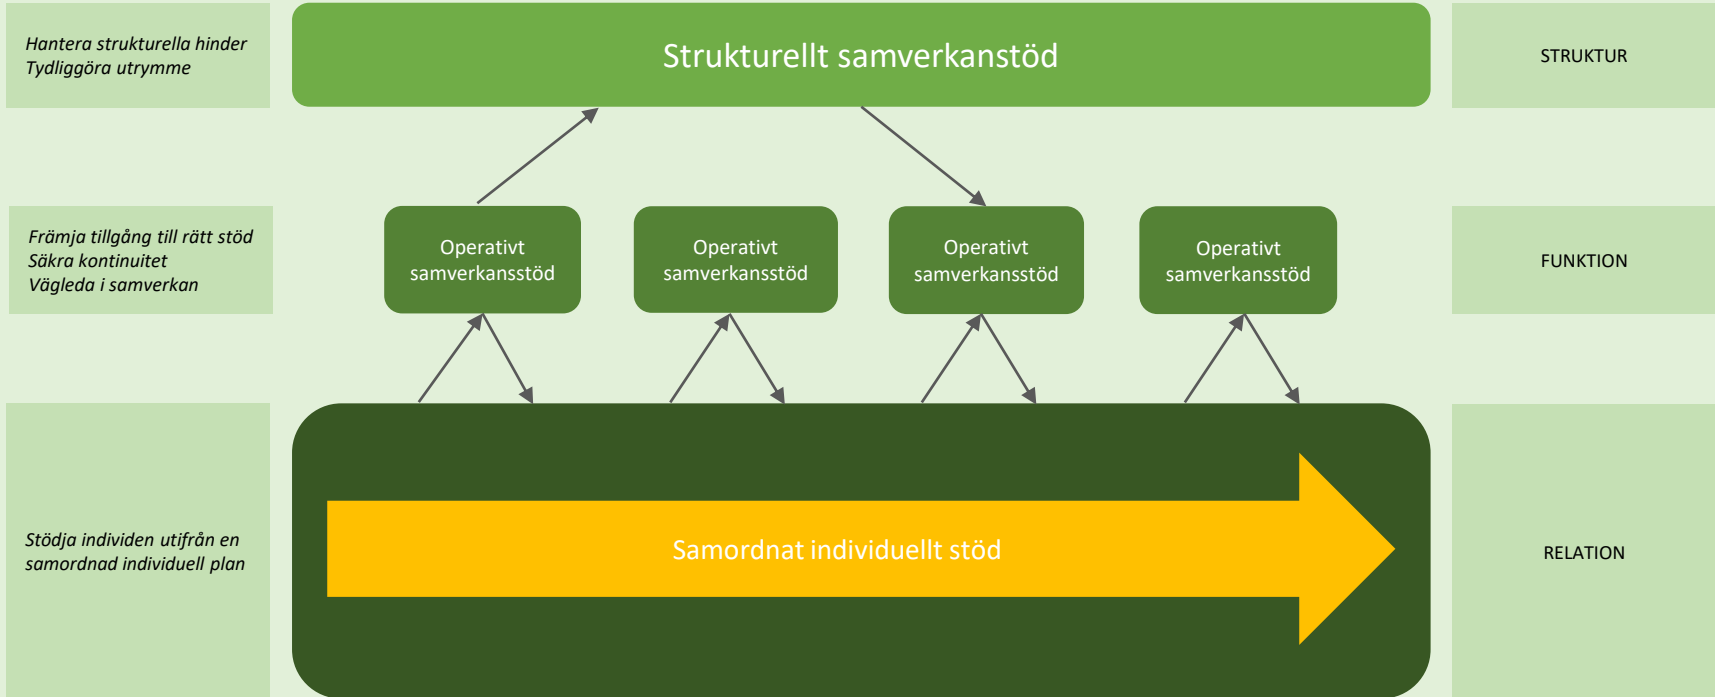 Hantera strukturella hinder
Tydliggöra utrymme
Strukturellt samverkanstöd
STRUKTUR
Främja tillgång till rätt stöd
Säkra kontinuitet
Vägleda i samverkan
Operativt
samverkansstöd
Operativt
samverkansstöd
Operativt
samverkansstöd
Operativt
samverkansstöd
FUNKTION
Stödja individen utifrån en
samordnad individuell plan
Samordnat individuellt stöd
RELATION